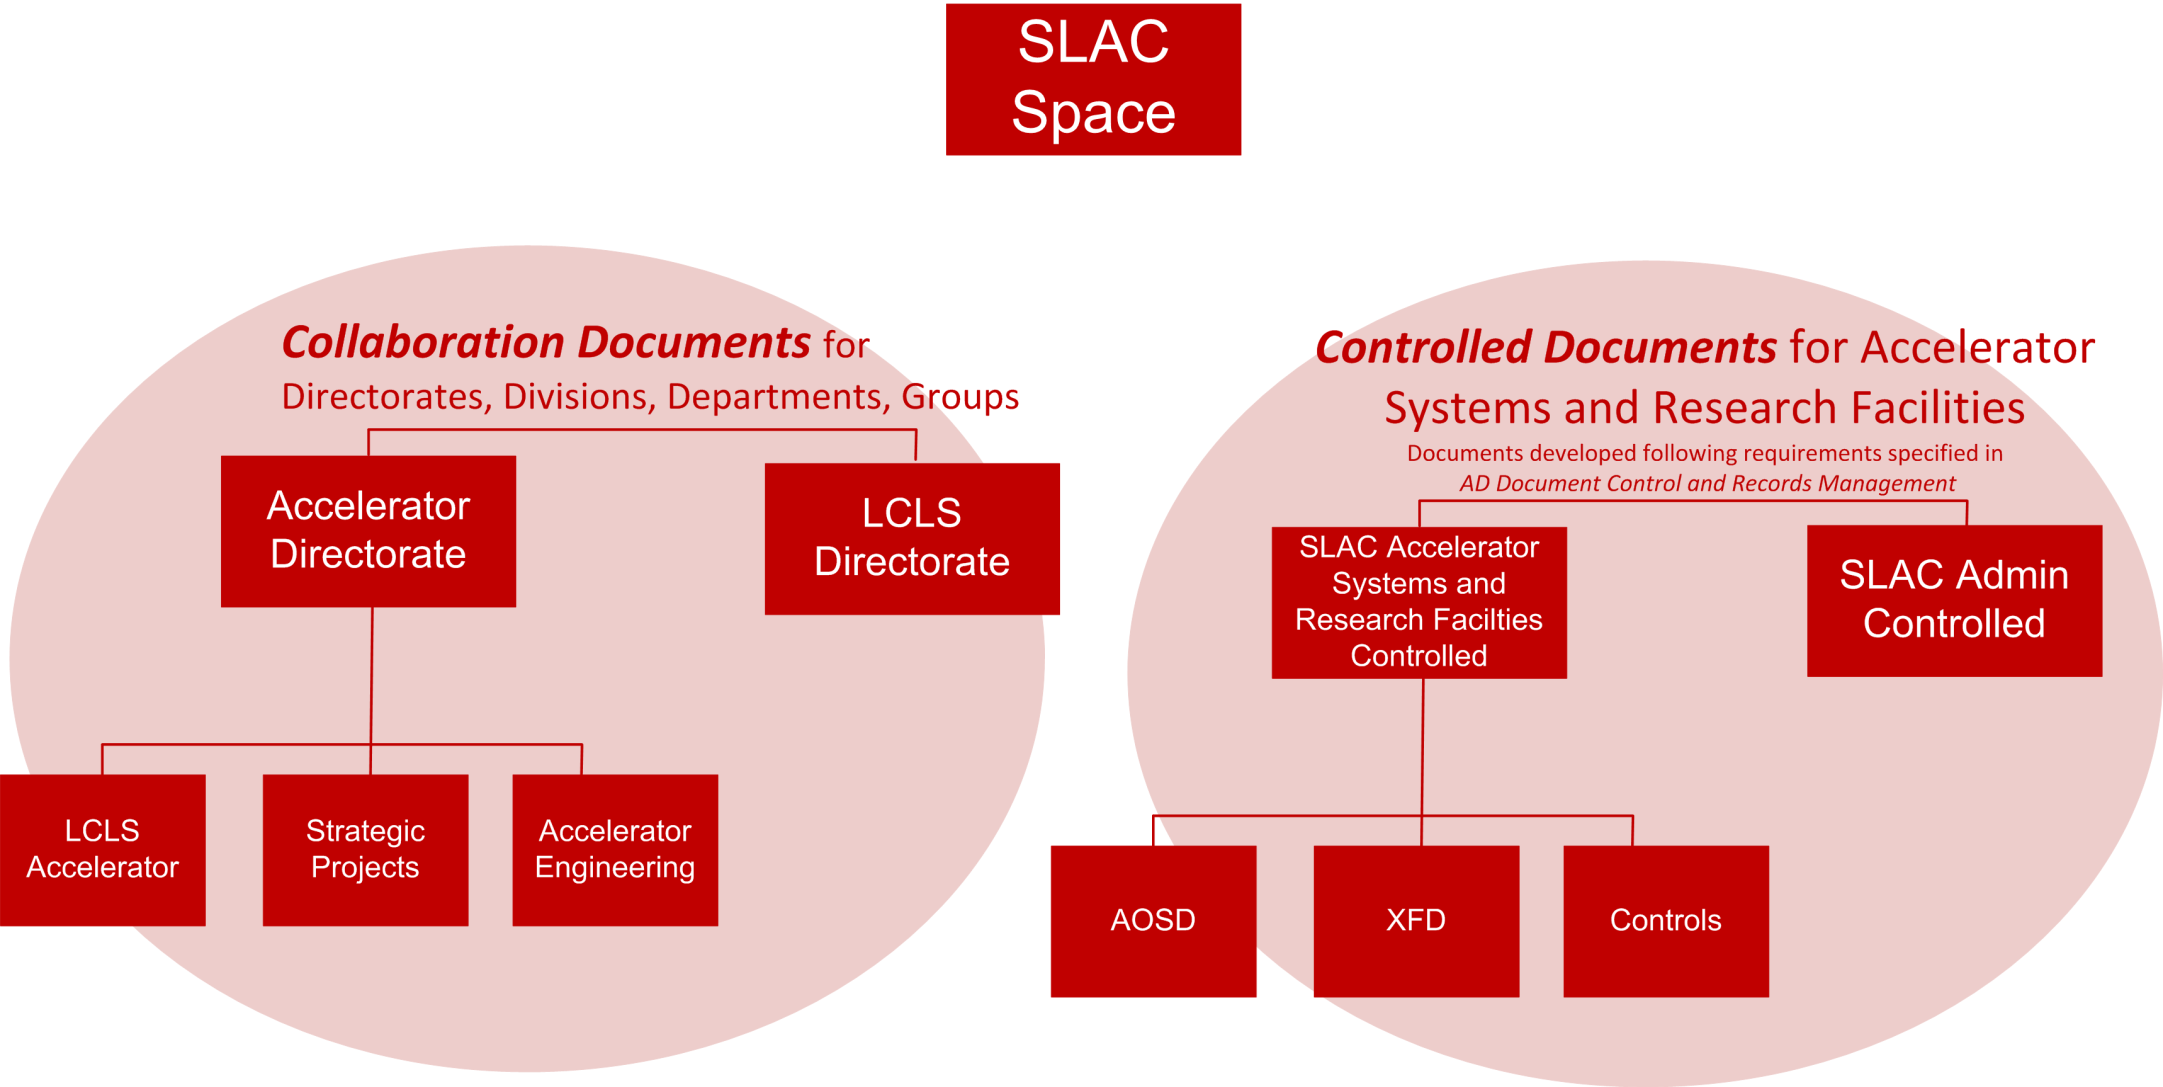 SLAC
Space
Collaboration Documents for
Directorates, Divisions, Departments, Groups
Accelerator
Directorate
LCLS
Directorate
LCLS
Accelerator
Strategic
Projects
Accelerator
Engineering
Controlled Documents for Accelerator
Systems and Research Facilities
Documents developed following requirements specified in
AD Document Control and Records Management
SLAC Accelerator
Systems and
Research Facilties
Controlled
SLAC Admin
Controlled
AOSD
XFD
Controls